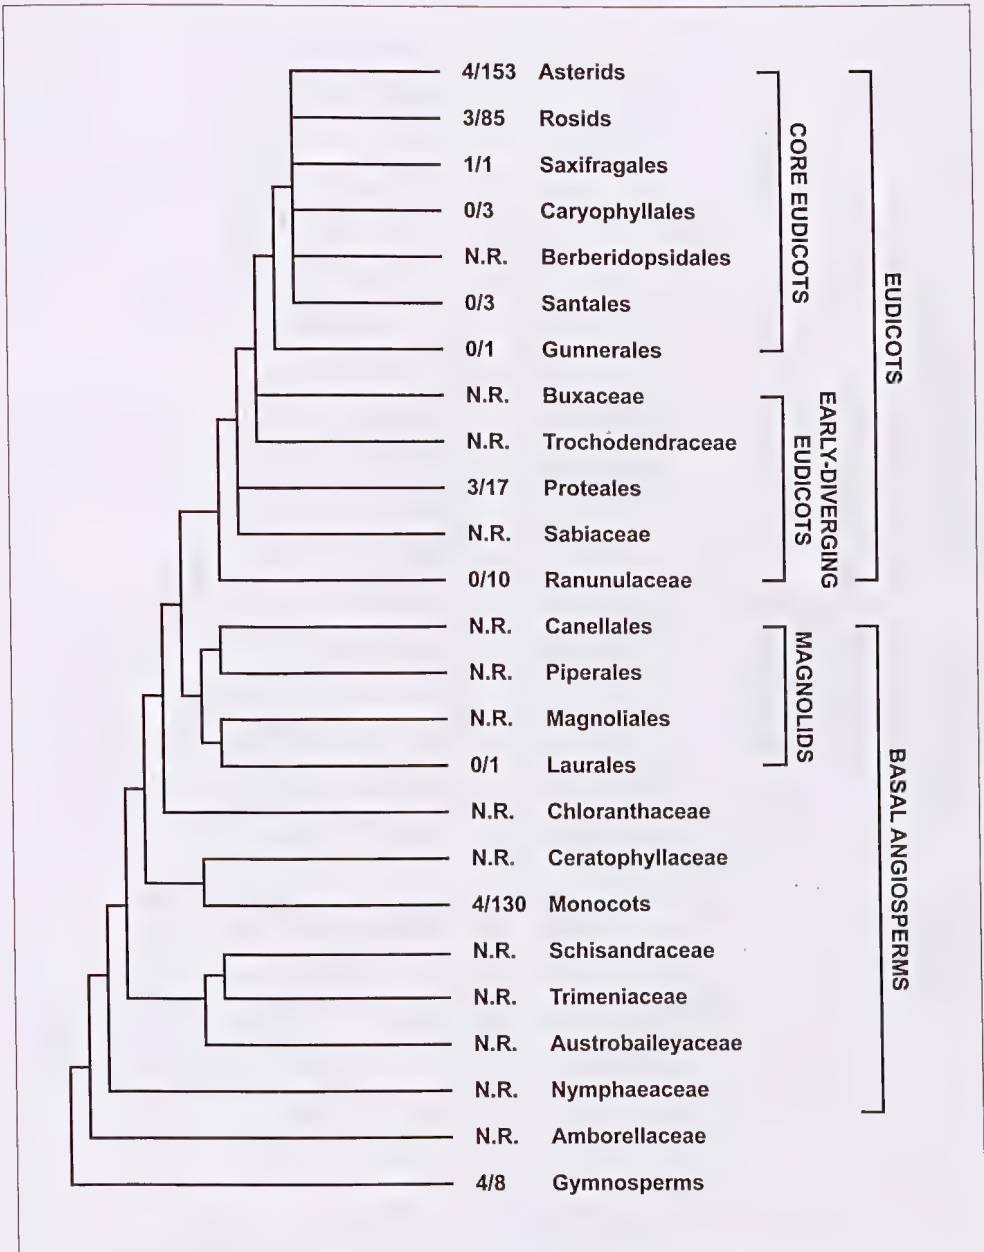 4/153 Asterids
3/85 Rosids
1/1 Saxifragales
0/3 Caryophyllales
N.R. Berberidopsidales
0/3 Santales
0/1 Gunnerales
N.R. Buxaceae
N.R. Trochodendraceae
3/17 Proteales
N.R. Sabiaceae
0/10 Ranunulaceae
N.R. Canellales
N.R. Piperales
N.R. Magnoliales
0/1 Laurales
N.R. Chloranthaceae
N.R. Ceratophyllaceae
4/130 Monocots
N.R. Schisandraceae
N.R. Trimeniaceae
N.R. Austrobaileyaceae
N.R. Nymphaeaceae
N.R. Amborellaceae
4/8 Gymnosperms
CORE EUDICOTS
EARLY-DIVERGING
EUDICOTS
MAGNOLIDS
EUDICOTS
BASAL ANGIOSPERMS